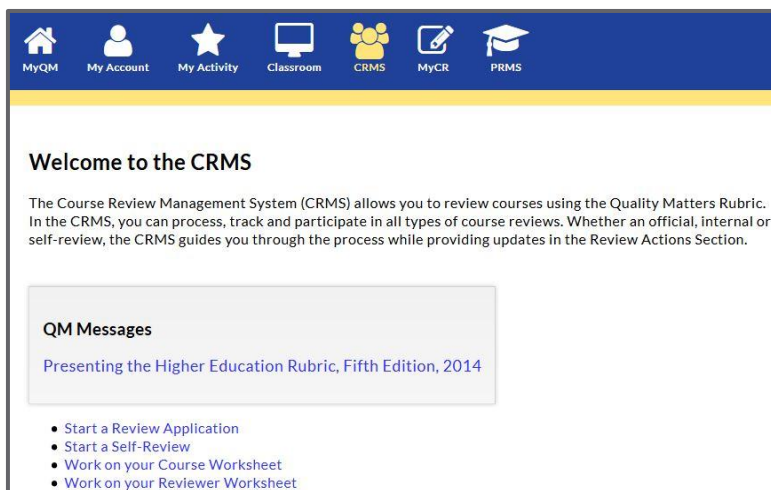 MyQM My Account My Activity Classroom CRMS MyCR PRMS
Welcome to the CRMS
The Course Review Management System (CRMS) allows you to review courses using the Quality Matters Rubric.
In the CRMS, you can process, track and participate in all types of course reviews. Whether an official, internal or
self-review, the CRMS guides you through the process while providing updates in the Review Actions Section.
QM Messages
Presenting the Higher Education Rubric, Fifth Edition, 2014
Start a Review Application
Start a Self-Review
Work on your Course Worksheet
Work on your Reviewer Worksheet